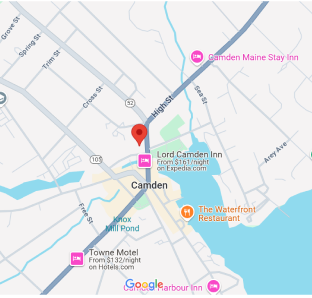 Grove St
Spring St
Trim St
Camden Maine Stay Inn
Cross St
Sea St
52
High St
Lord Camden Inn
From $161/night
on Expedia.com
Arey Ave
105
Camden
Free St
The Waterfront
Restaurant
Knox
Mill Pond
Towne Motel
From $132/night
on Hotels.com
Google
Camden Harbour Inn